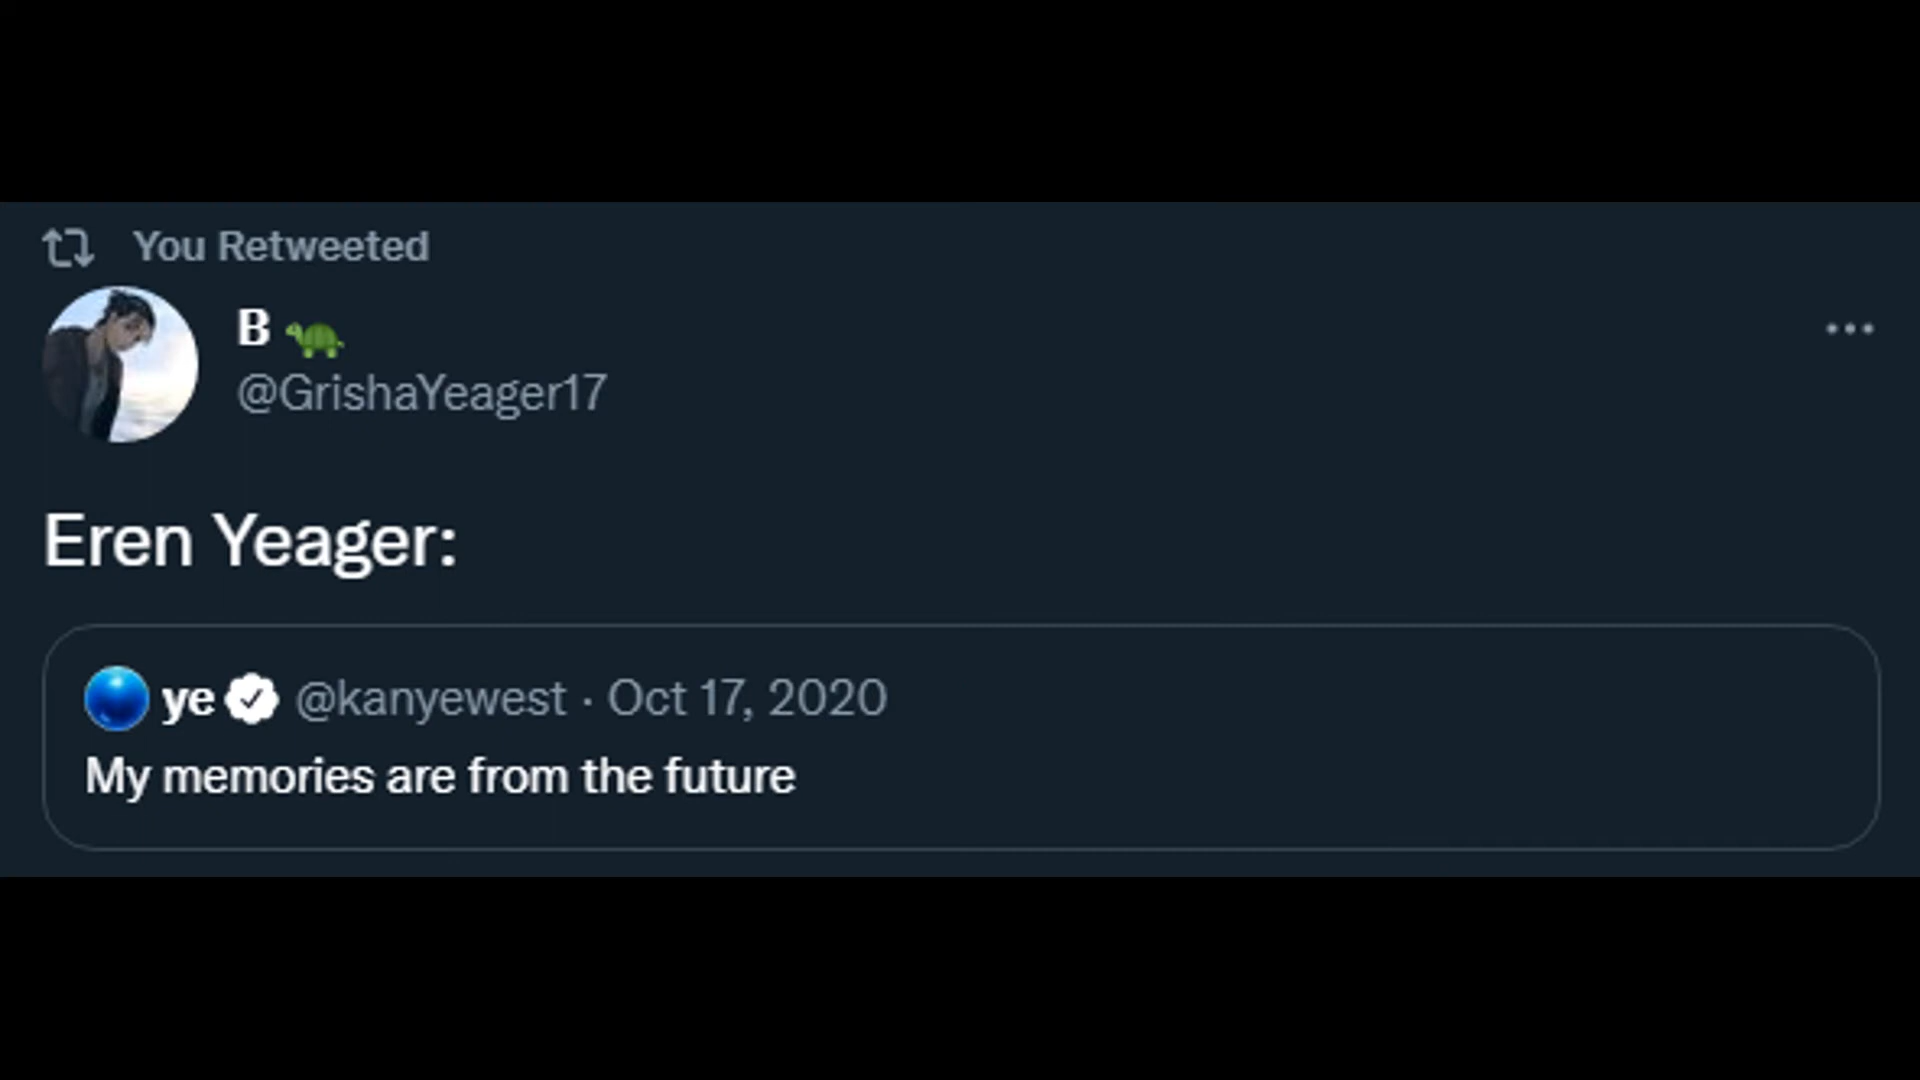 You Retweeted
B 🐢
@GrishaYeager17
Eren Yeager:
ye @kanyewest · Oct 17, 2020
My memories are from the future